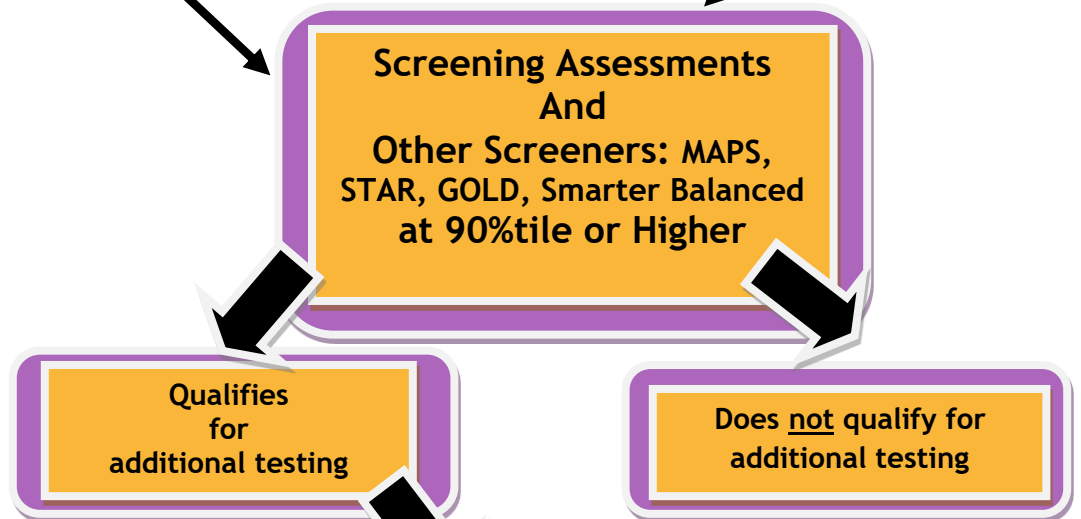 Screening Assessments
And
Other Screeners: MAPS,
STAR, GOLD, Smarter Balanced
at 90%tile or Higher
Qualifies
for
additional testing
Does not qualify for
additional testing